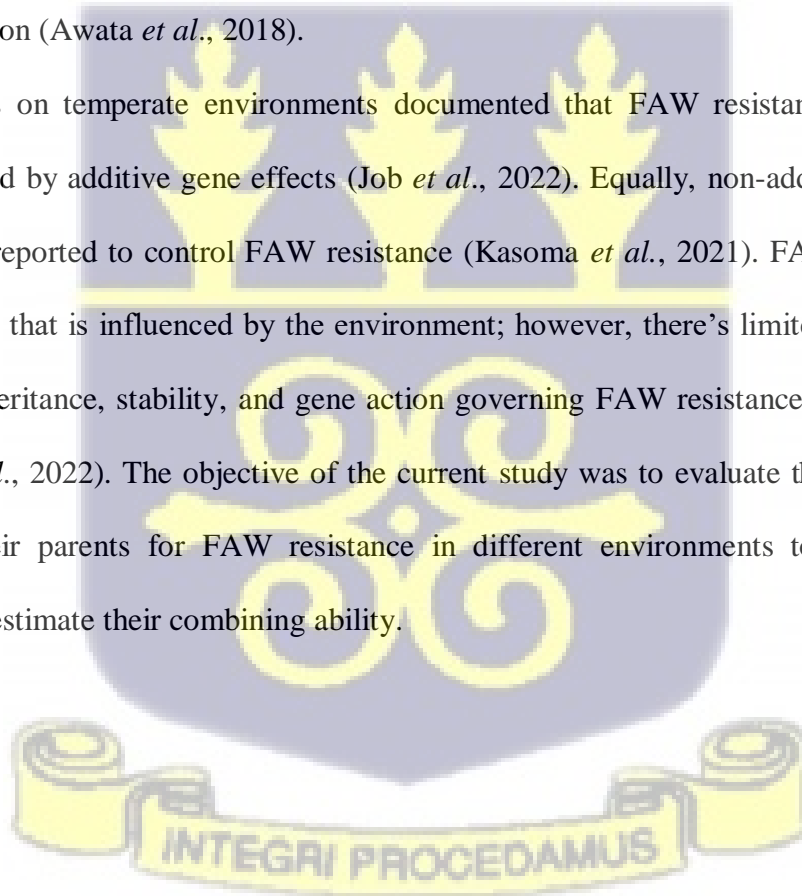 on (Awata et al., 2018).
on temperate environments documented that FAW resistan
d by additive gene effects (Job et al., 2022). Equally, non-add
reported to control FAW resistance (Kasoma et al., 2021). FA
that is influenced by the environment; however, there’s limite
eritance, stability, and gene action governing FAW resistance
l., 2022). The objective of the current study was to evaluate th
eir parents for FAW resistance in different environments to
estimate their combining ability.
INTEGRI PROCEDAMUS